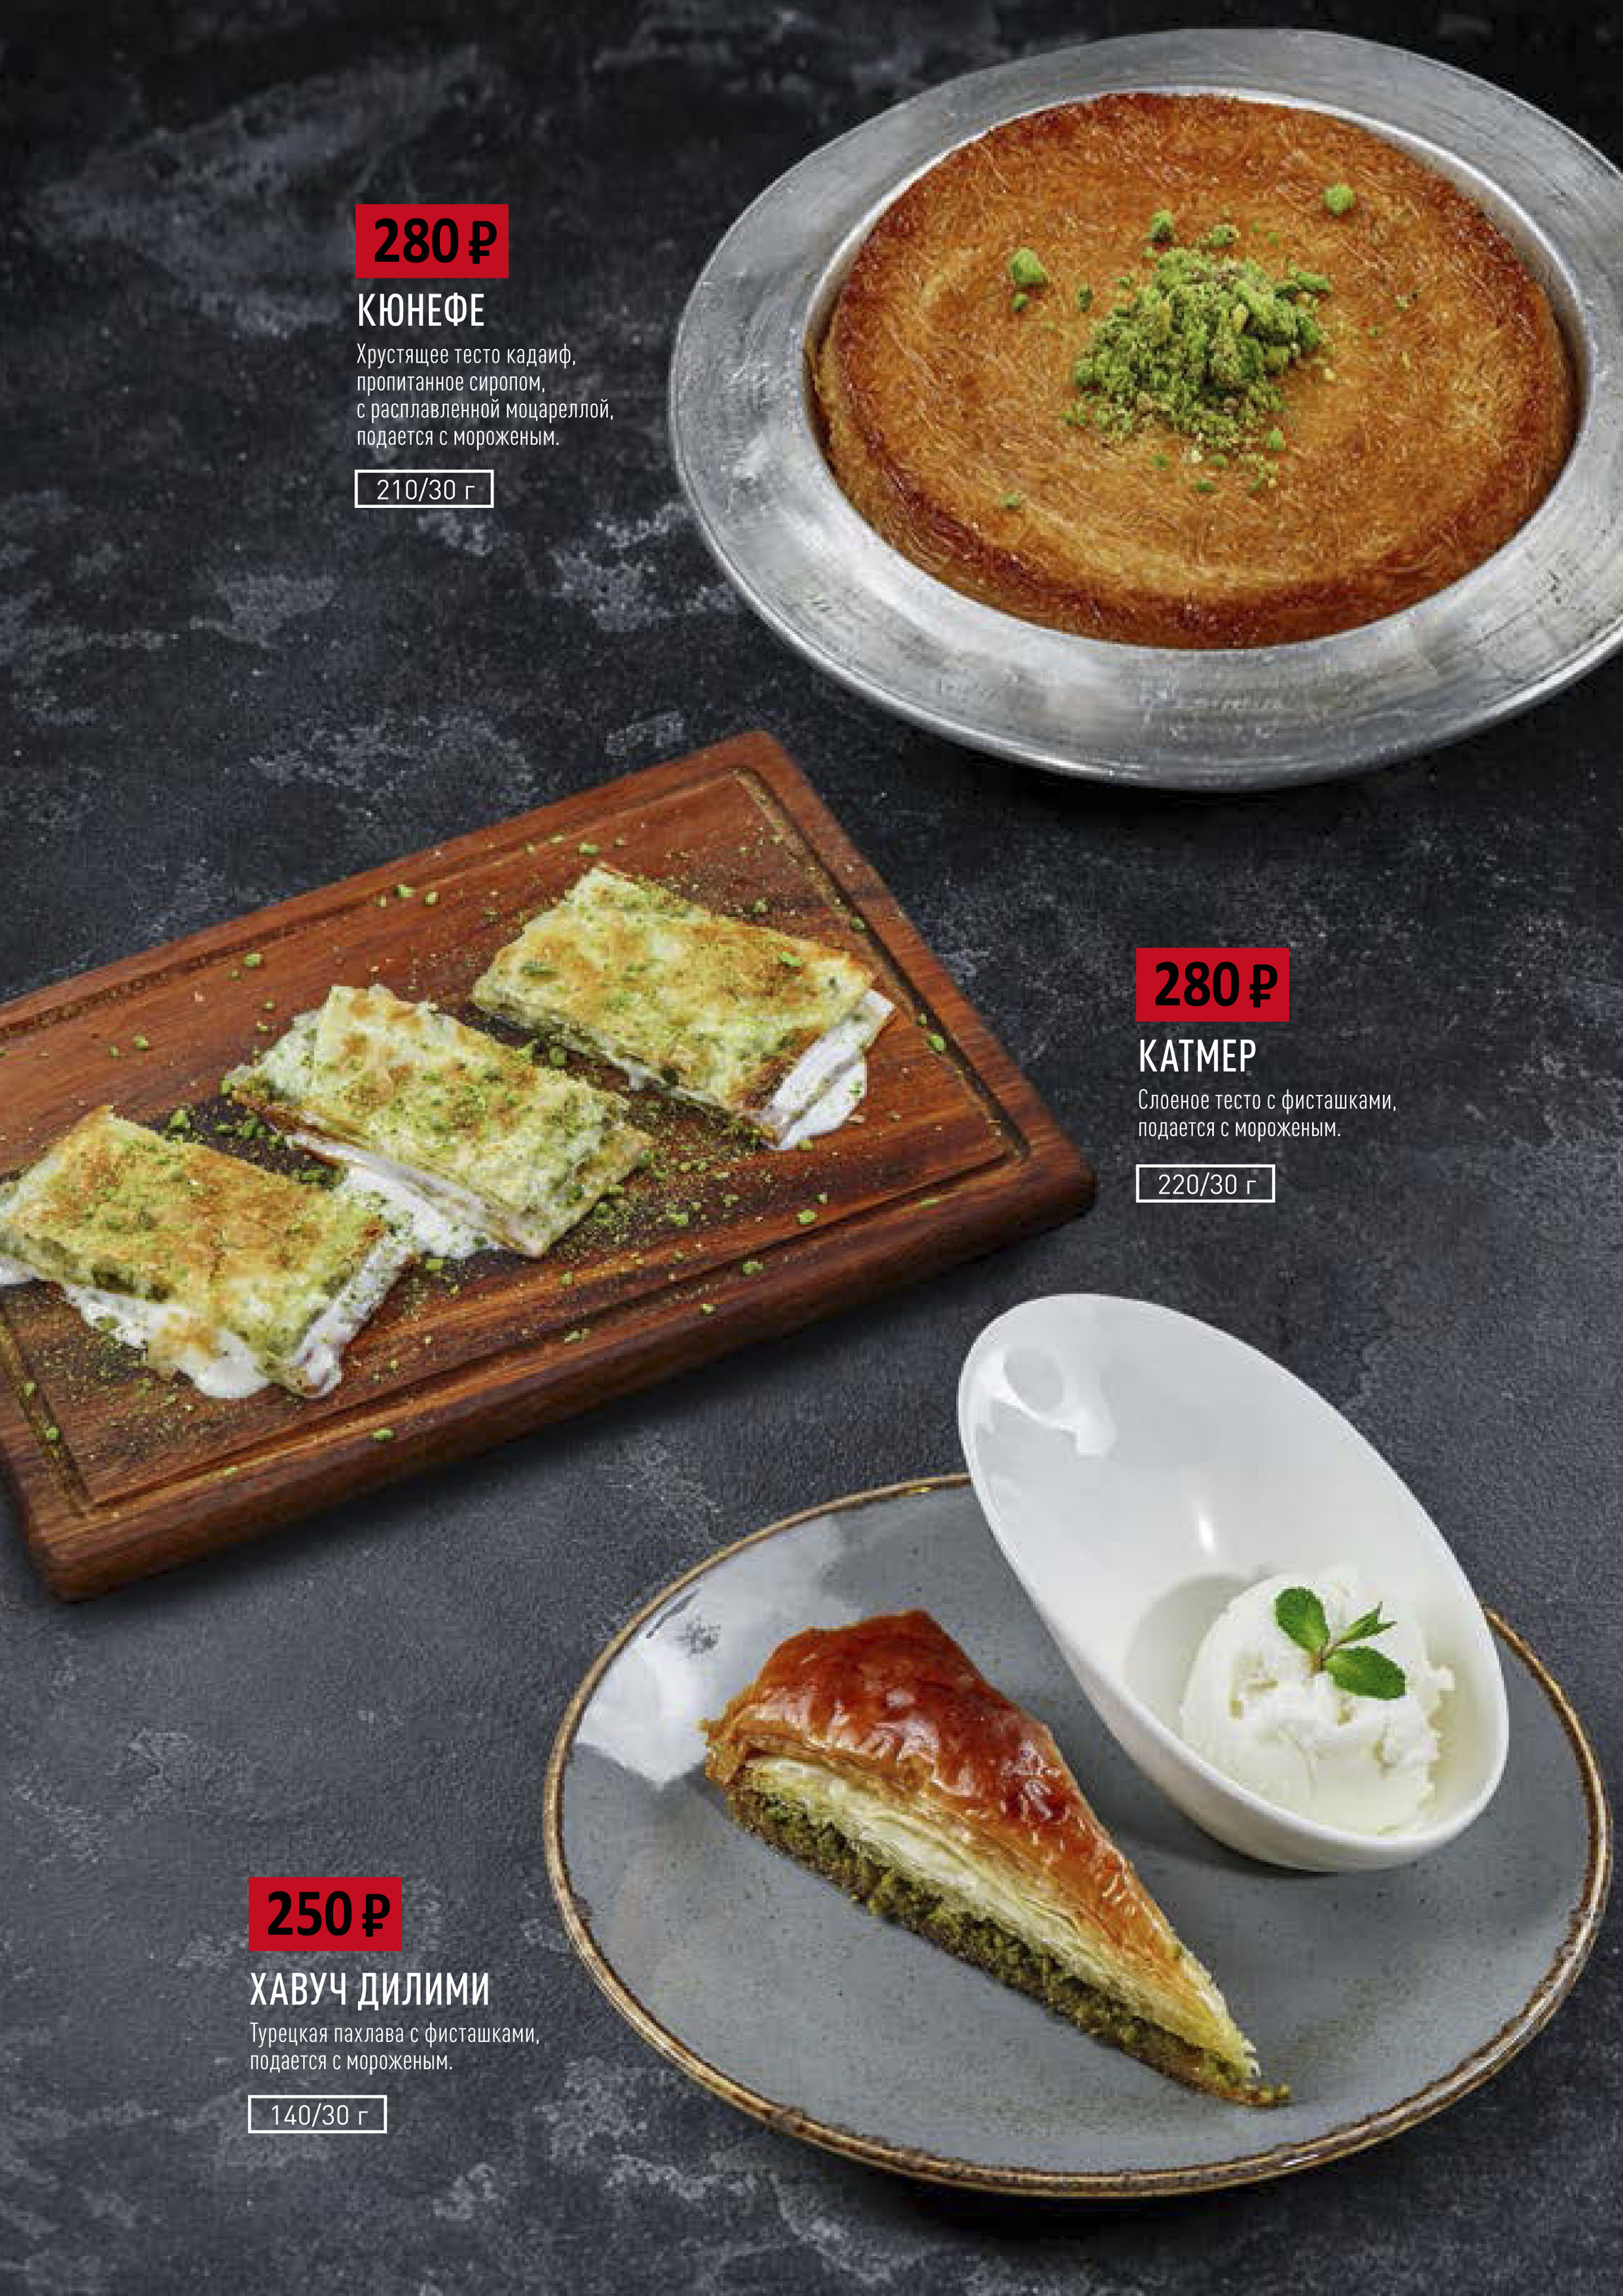 280 ₽
КЮНЕФЕ
Хрустящее тесто кадаиф,
пропитанное сиропом,
с расплавленной моцареллой,
подается с мороженым.
210/30 г
280 ₽
КАТМЕР
Слоеное тесто с фисташками,
подается с мороженым.
220/30 г
250 ₽
ХАВУЧ ДИЛИМИ
Турецкая пахлава с фисташками,
подается с мороженым.
140/30 г